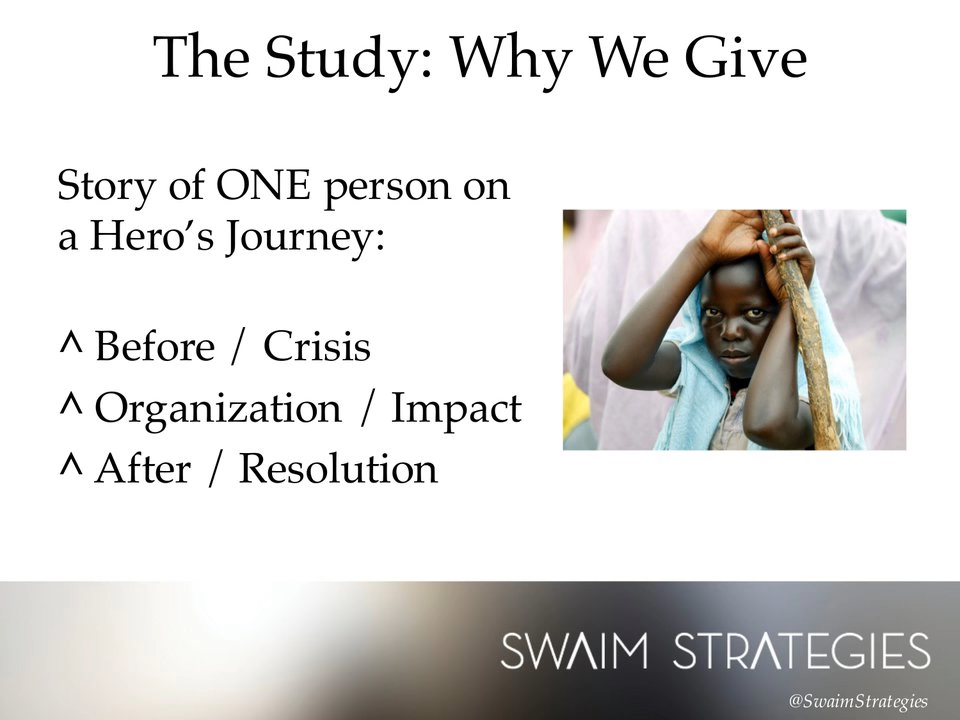 The Study: Why We Give
Story of ONE person on
a Hero’s Journey:
^ Before / Crisis
^ Organization / Impact
^ After / Resolution
SWAIM STRATEGIES
@SwaimStrategies